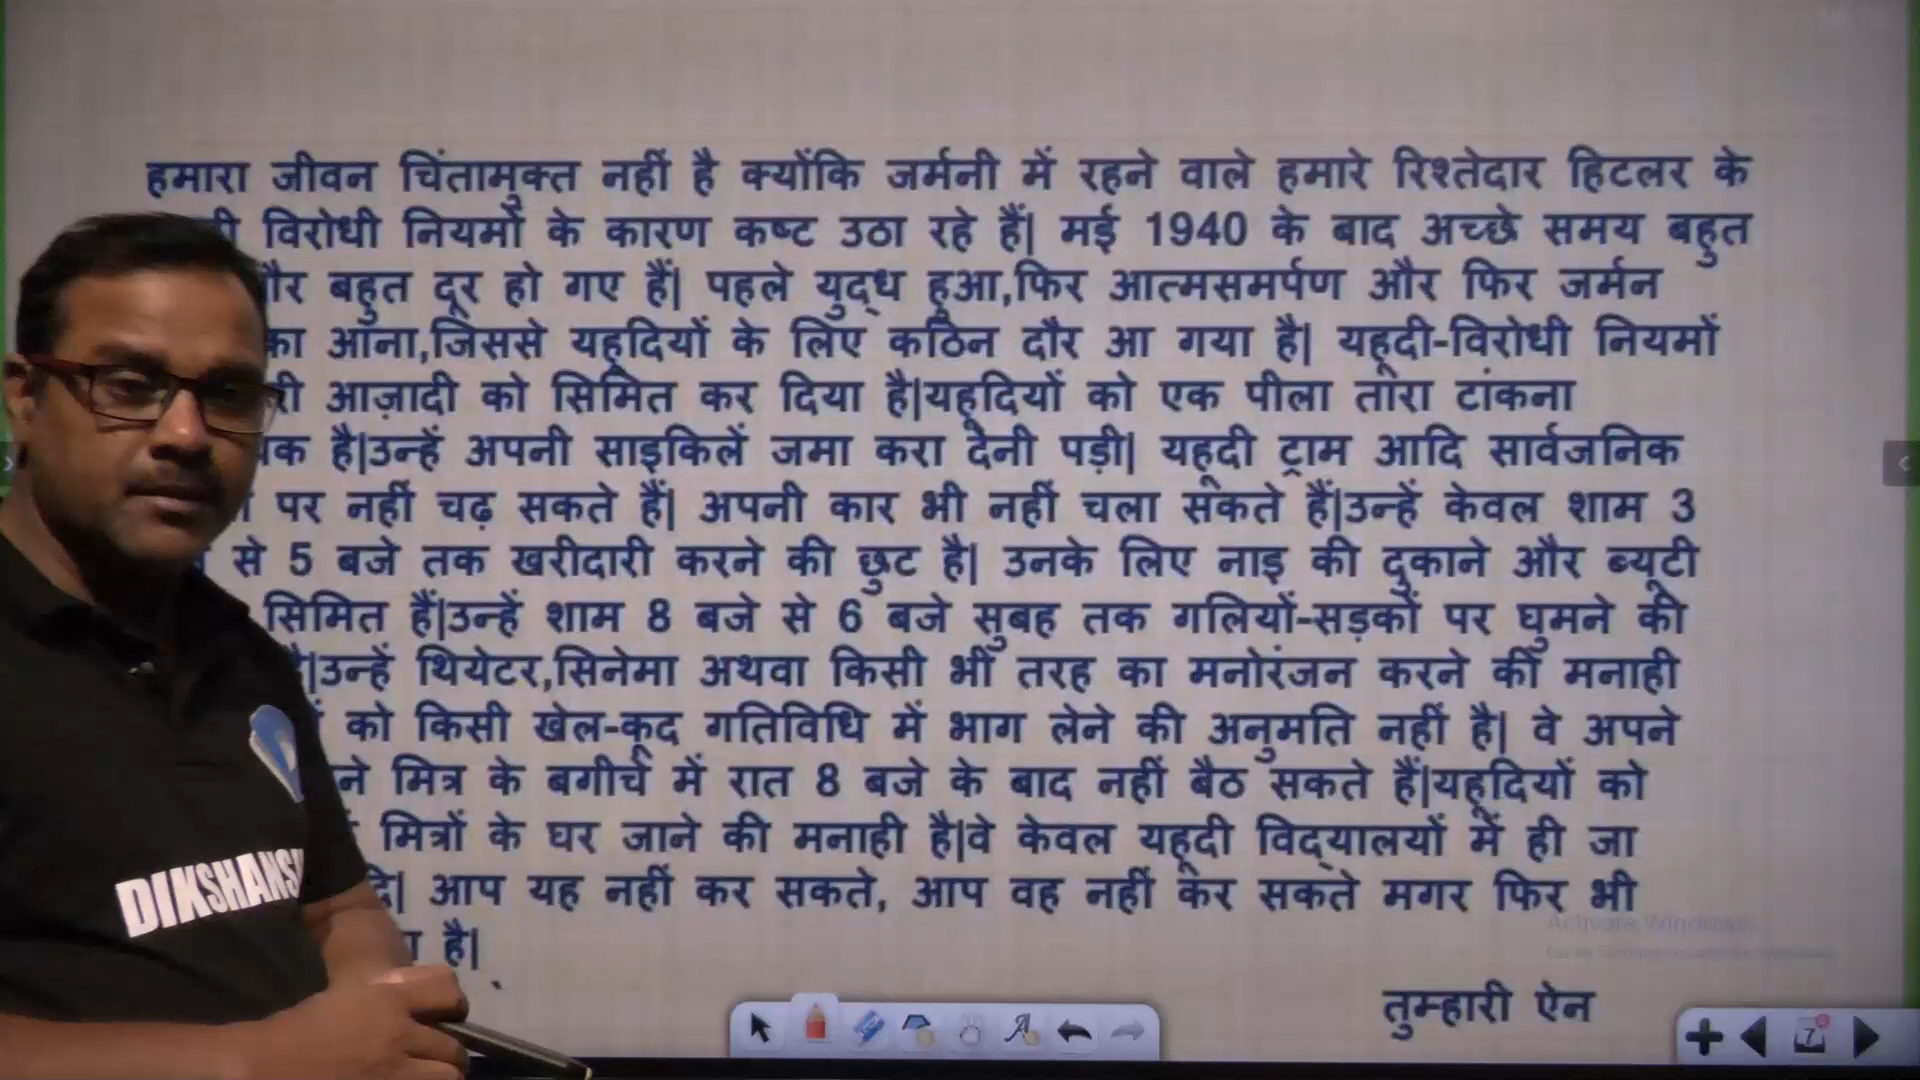 हमारा जीवन चिंतामुक्त नहीं है क्योंकि जर्मनी में रहने वाले हमारे रिश्तेदार हिटलर के
विरोधी नियमों के कारण कष्ट उठा रहे हैं| मई 1940 के बाद अच्छे समय बहुत
बहुत दूर हो गए हैं| पहले युद्ध हुआ,फिर आत्मसमर्पण और फिर जर्मन
का आना,जिससे यहूदियों के लिए कठिन दौर आ गया है| यहूदी-विरोधी नियमों
आज़ादी को सिमित कर दिया है|यहूदियों को एक पीला तारा टांकना
है|उन्हें अपनी साइकिलें जमा करा देनी पड़ी| यहूदी ट्राम आदि सार्वजनिक
पर नहीं चढ़ सकते हैं| अपनी कार भी नहीं चला सकते हैं|उन्हें केवल शाम 3
से 5 बजे तक खरीदारी करने की छुट है| उनके लिए नाइ की दुकाने और ब्यूटी
सिमित हैं|उन्हें शाम 8 बजे से 6 बजे सुबह तक गलियों-सड़कों पर घुमने की
उन्हें थियेटर,सिनेमा अथवा किसी भी तरह का मनोरंजन करने की मनाही
को किसी खेल-कूद गतिविधि में भाग लेने की अनुमति नहीं है| वे अपने
मित्र के बगीचे में रात 8 बजे के बाद नहीं बैठ सकते हैं|यहूदियों को
मित्रों के घर जाने की मनाही है|वे केवल यहूदी विद्यालयों में ही जा
आप यह नहीं कर सकते, आप वह नहीं कर सकते मगर फिर भी
है|
तुम्हारी ऐन
DIKSHANS
Activate Windows
7